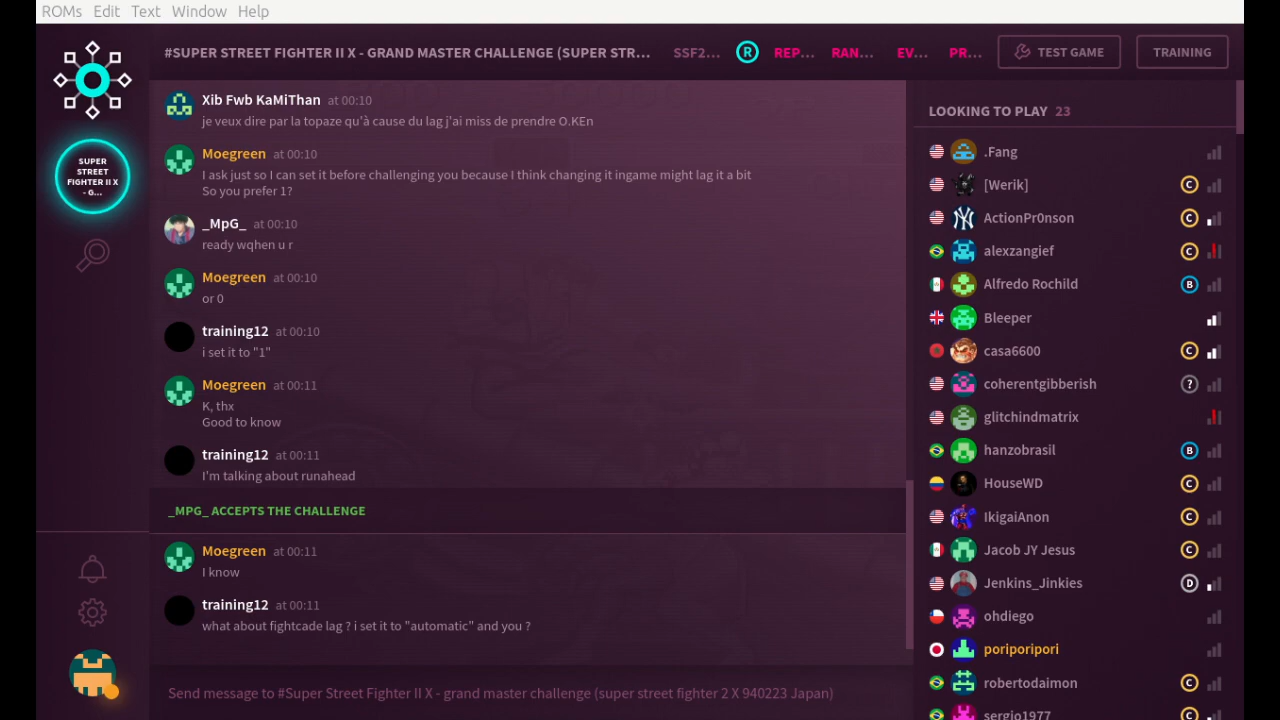 ROMs Edit Text Window Help
#SUPER STREET FIGHTER II X - GRAND MASTER CHALLENGE (SUPER STR... SSF2... R REP... RAN... EV... PR... TEST GAME TRAINING
SUPER
STREET
FIGHTER II X
- G...
Xib Fwb KaMiThan at 00:10
je veux dire par la topaze qu'à cause du lag j'ai miss de prendre O.KEn
Moegreen at 00:10
I ask just so I can set it before challenging you because I think changing it ingame might lag it a bit
So you prefer 1?
_MpG_ at 00:10
ready wqhen u r
Moegreen at 00:10
or 0
training12 at 00:10
i set it to "1"
Moegreen at 00:11
K, thx
Good to know
training12 at 00:11
I'm talking about runahead
_MPG_ ACCEPTS THE CHALLENGE
Moegreen at 00:11
I know
training12 at 00:11
what about fightcade lag ? i set it to "automatic" and you ?
Send message to #Super Street Fighter II X - grand master challenge (super street fighter 2 X 940223 Japan)
LOOKING TO PLAY 23
.Fang
[Werik] C
ActionPr0nson C
alexzangief C
Alfredo Rochild B
Bleeper
casa6600 C
coherentgibberish ?
glitchindmatrix
hanzobrasil B
HouseWD C
IkigaiAnon C
Jacob JY Jesus C
Jenkins_Jinkies D
ohdiego
poriporipori
robertodaimon C
sergio1977 C